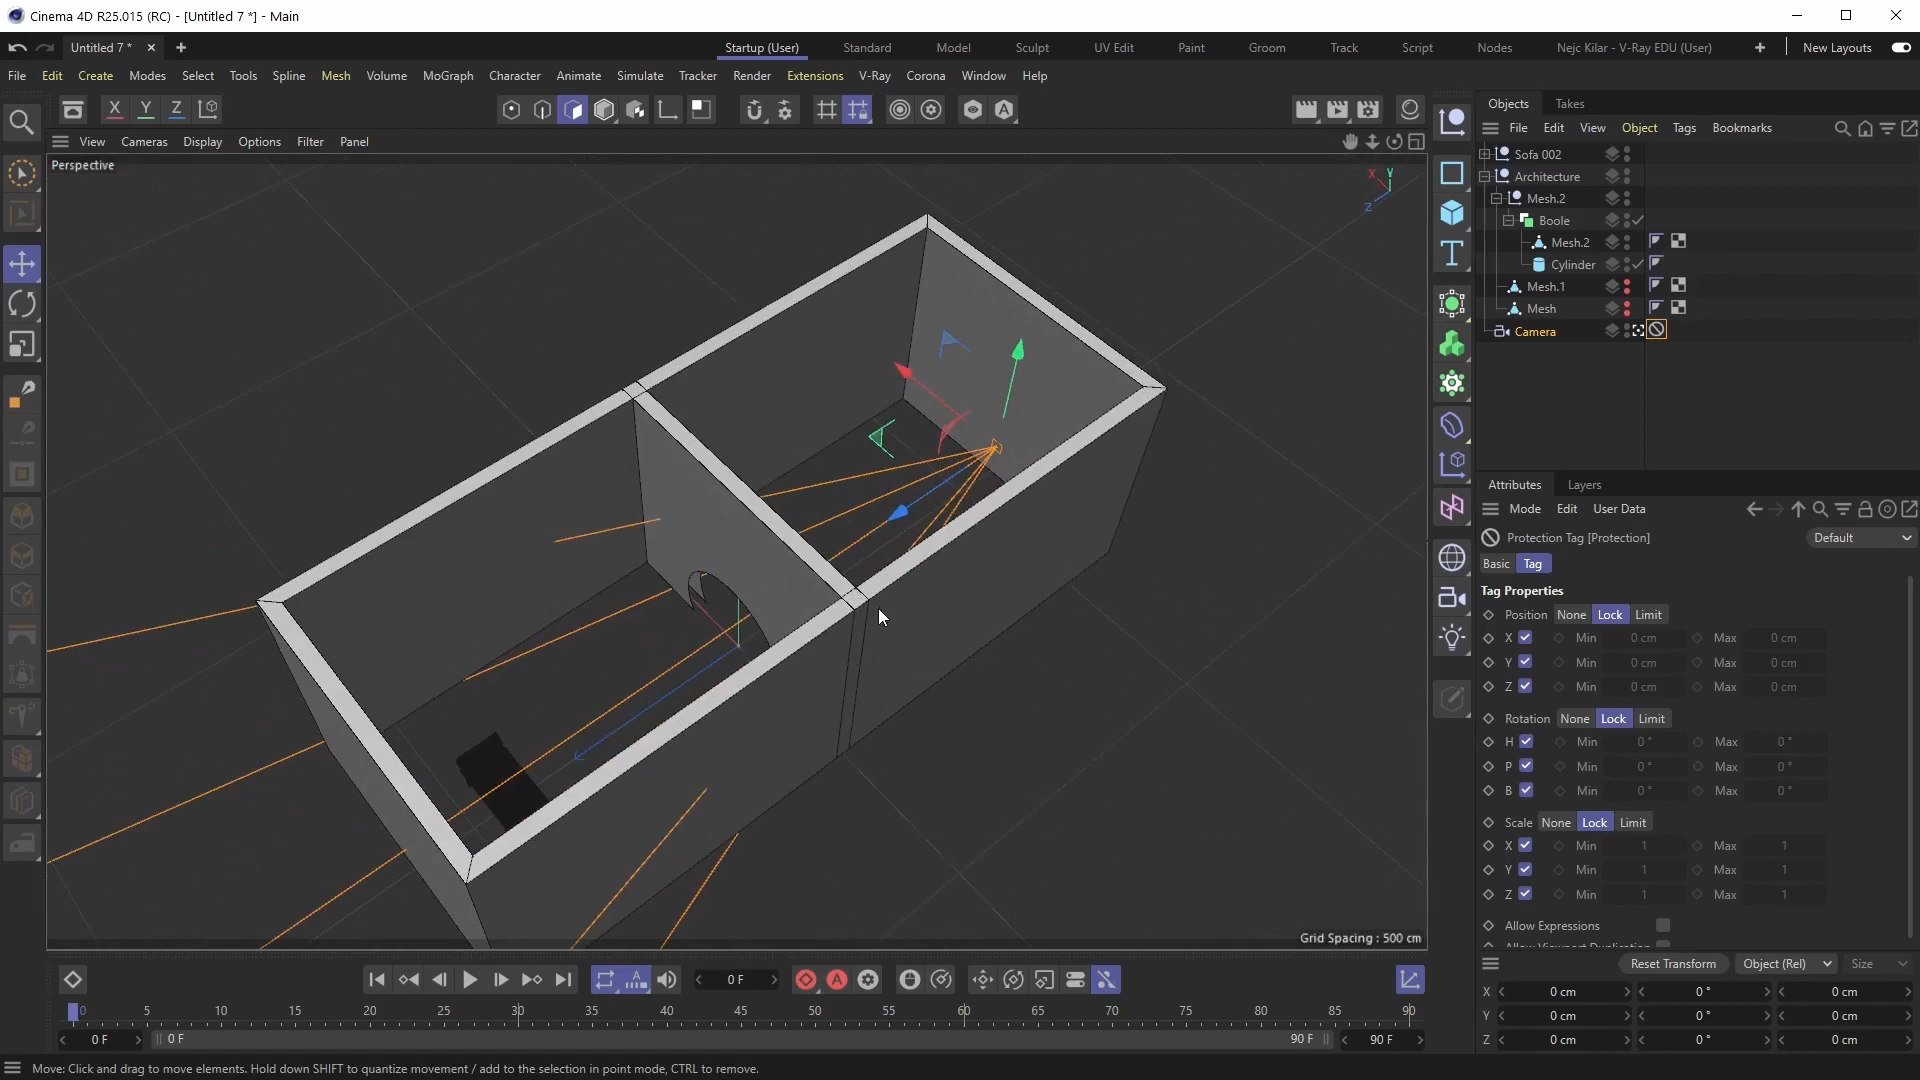 Cinema 4D R25.015 (RC) - [Untitled 7 *] - Main
Untitled 7 *
Startup (User)
Standard
Model
Sculpt
UV Edit
Paint
Groom
Track
Script
Nodes
Nejc Kilar - V-Ray EDU (User)
New Layouts
File
Edit
Create
Modes
Select
Tools
Spline
Mesh
Volume
MoGraph
Character
Animate
Simulate
Tracker
Render
Extensions
V-Ray
Corona
Window
Help
X Y Z
Objects
Takes
File
Edit
View
Object
Tags
Bookmarks
View
Cameras
Display
Options
Filter
Panel
Perspective
X Y
Z
Sofa 002
Architecture
Mesh.2
Boole
Mesh.2
Cylinder
Mesh.1
Mesh
Camera
Attributes
Layers
Mode
Edit
User Data
Protection Tag [Protection]
Default
Basic
Tag
Tag Properties
Position None Lock Limit
X Min 0 cm Max 0 cm
Y Min 0 cm Max 0 cm
Z Min 0 cm Max 0 cm
Rotation None Lock Limit
H Min 0 ° Max 0 °
P Min 0 ° Max 0 °
B Min 0 ° Max 0 °
Scale None Lock Limit
X Min 1 Max 1
Y Min 1 Max 1
Z Min 1 Max 1
Allow Expressions
Allow Viewport Duplication
Grid Spacing : 500 cm
Reset Transform
Object (Rel)
Size
X 0 cm 0 ° 0 cm
Y 0 cm 0 ° 0 cm
Z 0 cm 0 ° 0 cm
0 F
0 5 10 15 20 25 30 35 40 45 50 55 60 65 70 75 80 85 90
0 F
0 F
90 F
90 F
Move: Click and drag to move elements. Hold down SHIFT to quantize movement / add to the selection in point mode, CTRL to remove.